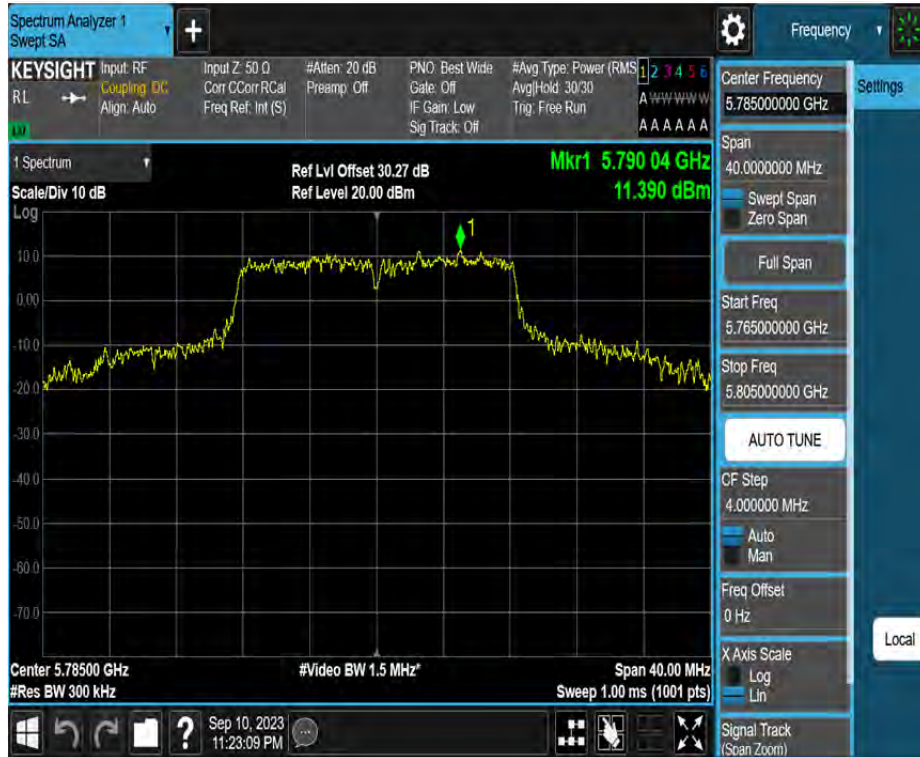 Spectrum Analyzer 1
Swept SA
+
Frequency
KEYSIGHT
RL
Input: RF
Coupling: DC
Align: Auto
Input Z: 50 Ω
Corr CCorr RCal
Freq Ref: Int (S)
#Atten: 20 dB
Preamp: Off
PNO: Best Wide
Gate: Off
IF Gain: Low
Sig Track: Off
#Avg Type: Power (RMS
Avg|Hold: 30/30
Trig: Free Run
1 2 3 4 5 6
A W W W W W
A A A A A A
1 Spectrum
Scale/Div 10 dB
Ref Lvl Offset 30.27 dB
Ref Level 20.00 dBm
Mkr1 5.790 04 GHz
11.390 dBm
Log
1
10.0
0.00
-10.0
-20.0
-30.0
-40.0
-50.0
-60.0
-70.0
Center 5.78500 GHz
#Res BW 300 kHz
#Video BW 1.5 MHz*
Span 40.00 MHz
Sweep 1.00 ms (1001 pts)
?
Sep 10, 2023
11:23:09 PM
Center Frequency
5.785000000 GHz
Settings
Span
40.0000000 MHz
Swept Span
Zero Span
Full Span
Start Freq
5.765000000 GHz
Stop Freq
5.805000000 GHz
AUTO TUNE
CF Step
4.000000 MHz
Auto
Man
Freq Offset
0 Hz
X Axis Scale
Log
Lin
Local
Signal Track
(Span Zoom)